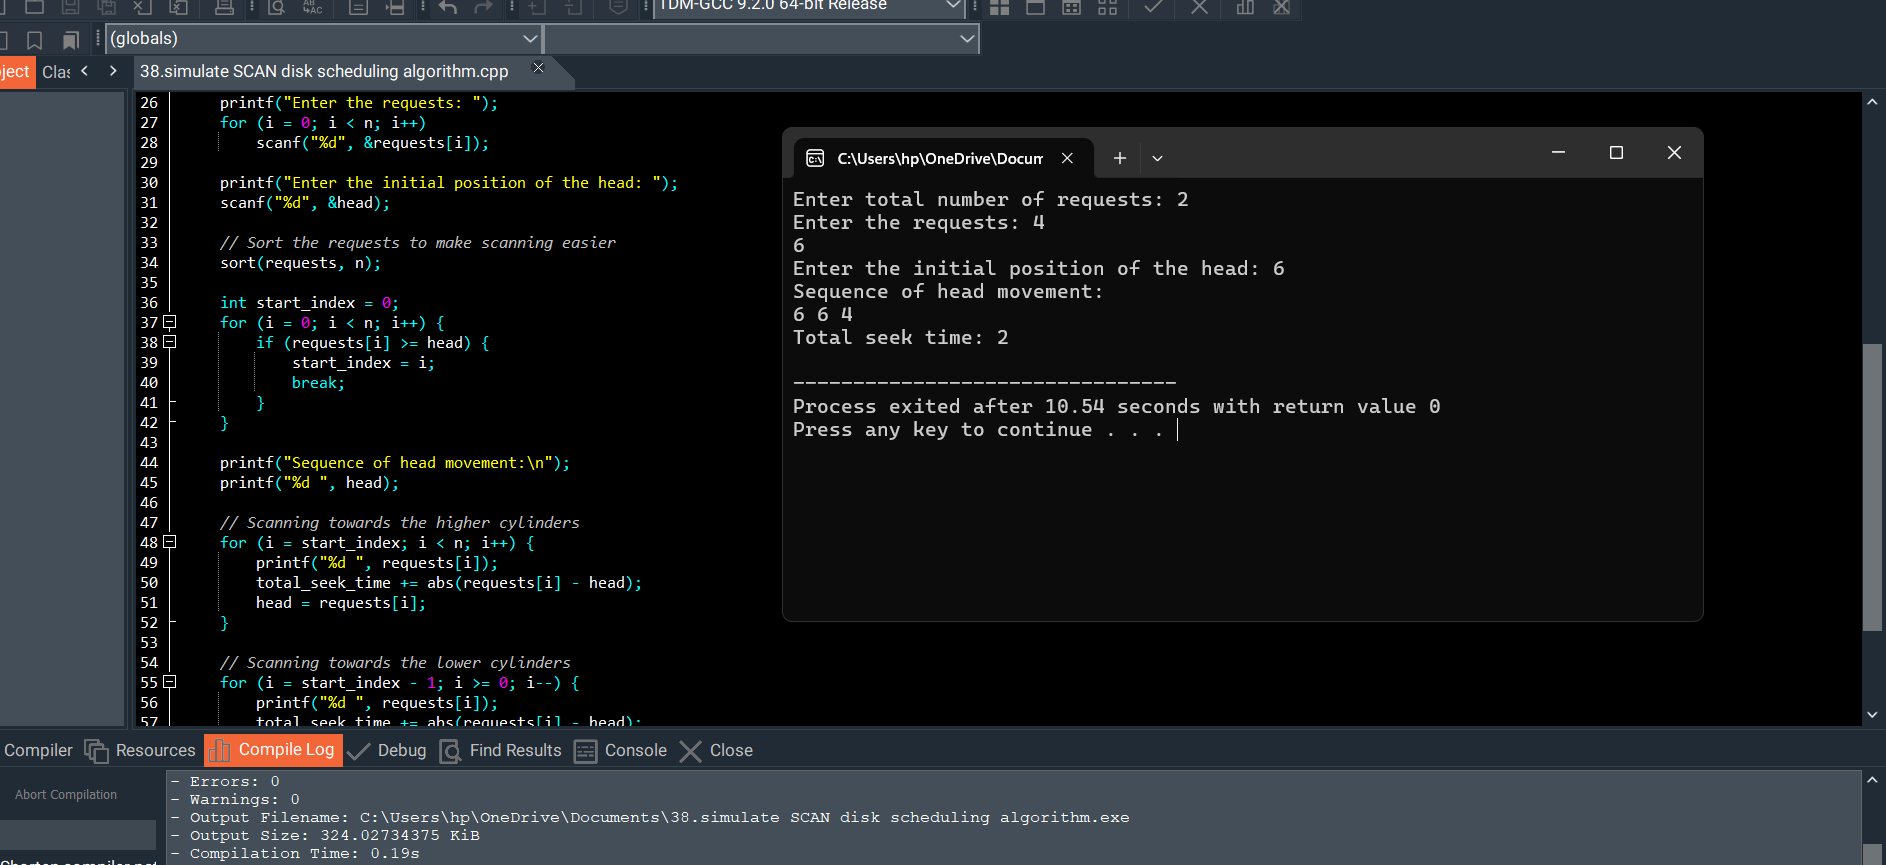 TDM-GCC 9.2.0 64-bit Release
(globals)
ject Clas
38.simulate SCAN disk scheduling algorithm.cpp
26 printf("Enter the requests: ");
27 for (i = 0; i < n; i++)
28 scanf("%d", &requests[i]);
29
30 printf("Enter the initial position of the head: ");
31 scanf("%d", &head);
32
33 // Sort the requests to make scanning easier
34 sort(requests, n);
35
36 int start_index = 0;
37 for (i = 0; i < n; i++) {
38 if (requests[i] >= head) {
39 start_index = i;
40 break;
41 }
42 }
43
44 printf("Sequence of head movement:\n");
45 printf("%d ", head);
46
47 // Scanning towards the higher cylinders
48 for (i = start_index; i < n; i++) {
49 printf("%d ", requests[i]);
50 total_seek_time += abs(requests[i] - head);
51 head = requests[i];
52 }
53
54 // Scanning towards the lower cylinders
55 for (i = start_index - 1; i >= 0; i--) {
56 printf("%d ", requests[i]);
57 total_seek_time += abs(requests[i] - head);
C:\Users\hp\OneDrive\Docum
Enter total number of requests: 2
Enter the requests: 4
6
Enter the initial position of the head: 6
Sequence of head movement:
6 6 4
Total seek time: 2
--------------------------------
Process exited after 10.54 seconds with return value 0
Press any key to continue . . .
Compiler Resources Compile Log Debug Find Results Console Close
Abort Compilation
- Errors: 0
- Warnings: 0
- Output Filename: C:\Users\hp\OneDrive\Documents\38.simulate SCAN disk scheduling algorithm.exe
- Output Size: 324.02734375 KiB
- Compilation Time: 0.19s